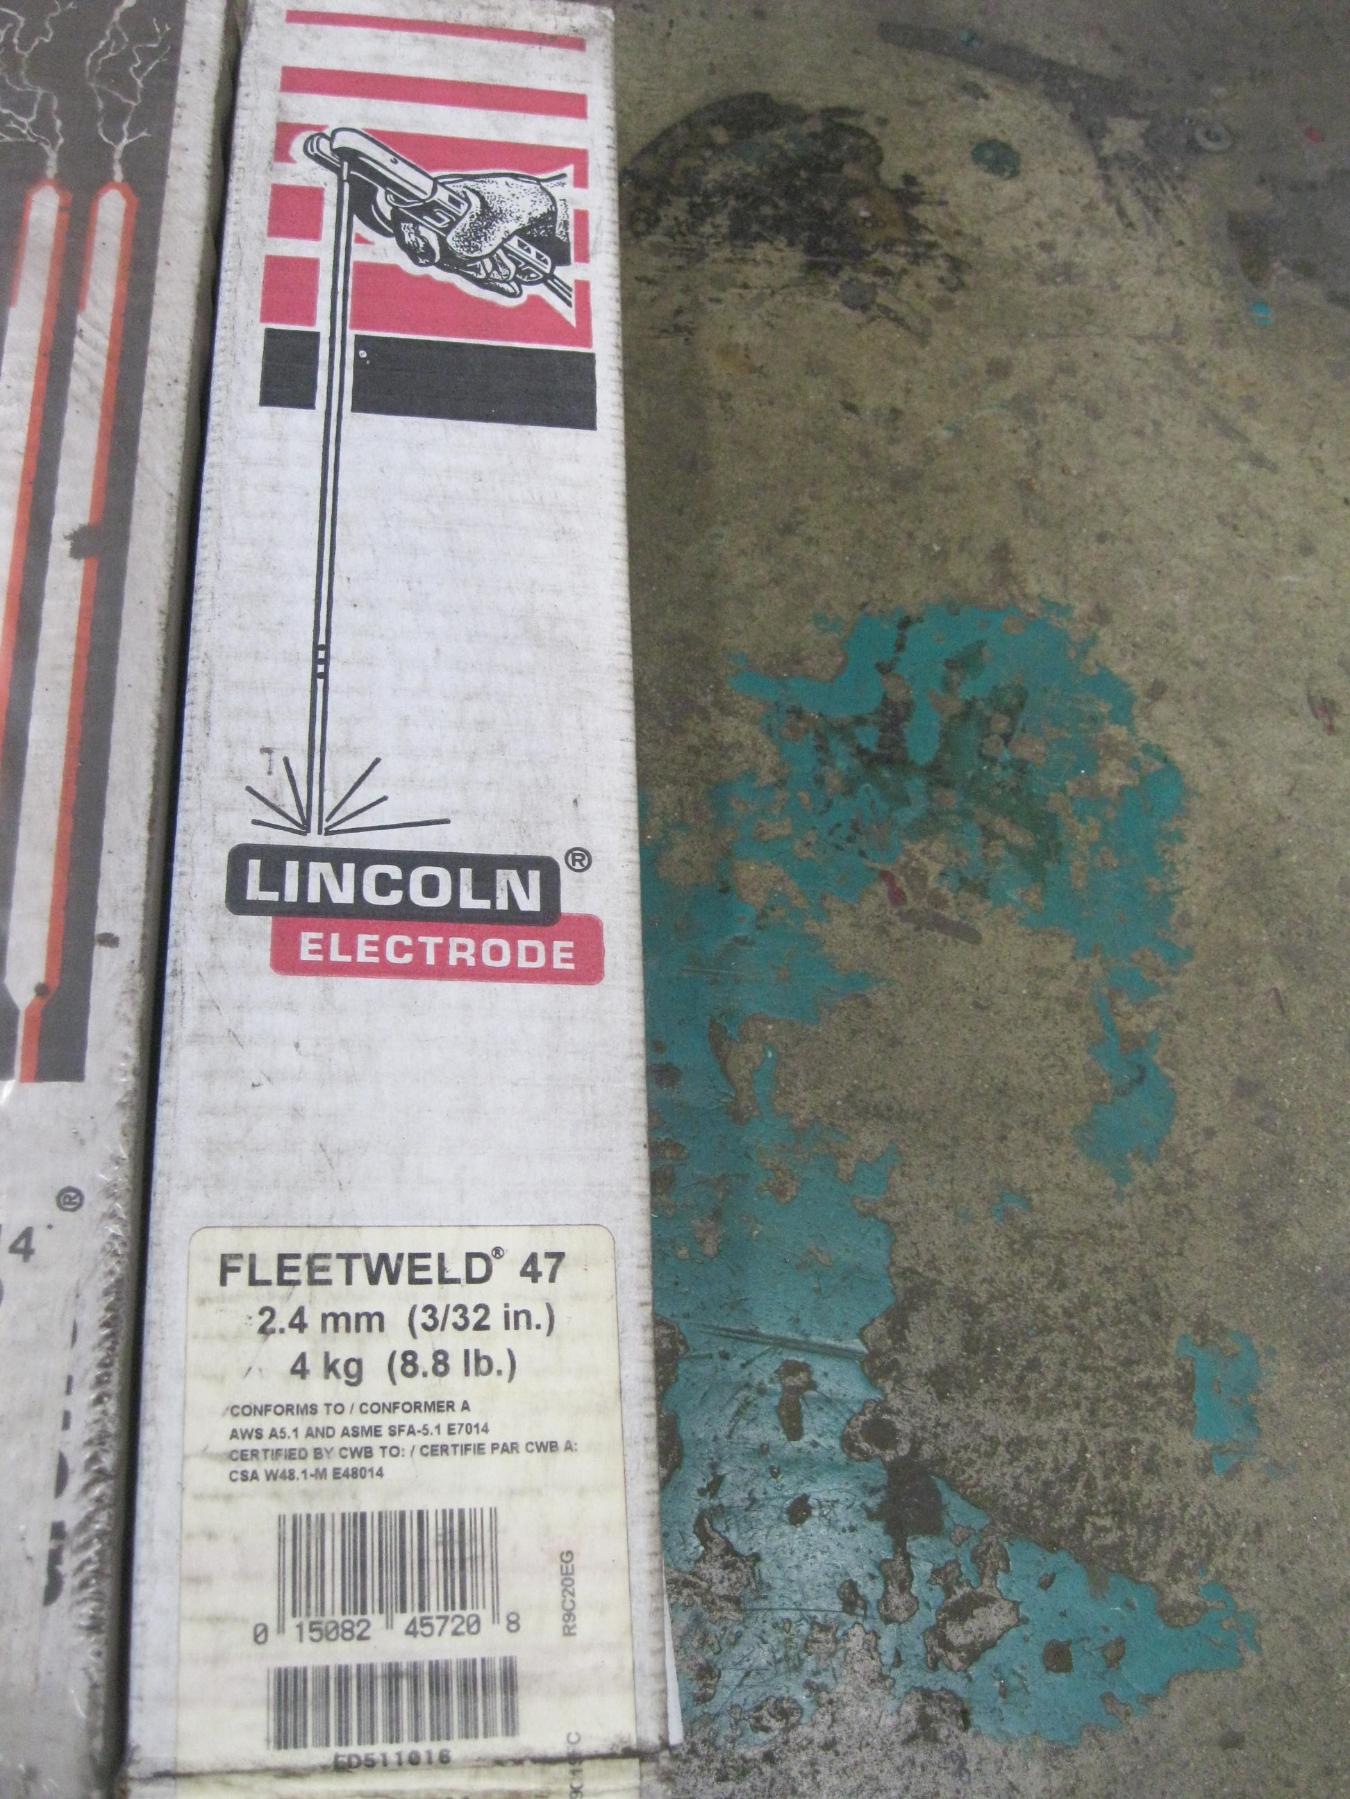 LINCOLN ®
ELECTRODE
FLEETWELD® 47
2.4 mm (3/32 in.)
4 kg (8.8 lb.)
CONFORMS TO / CONFORMER A
AWS A5.1 AND ASME SFA-5.1 E7014
CERTIFIED BY CWB TO: / CERTIFIE PAR CWB A:
CSA W48.1-M E48014
R9C20EG
0 15082 45720 8
ED511016
®